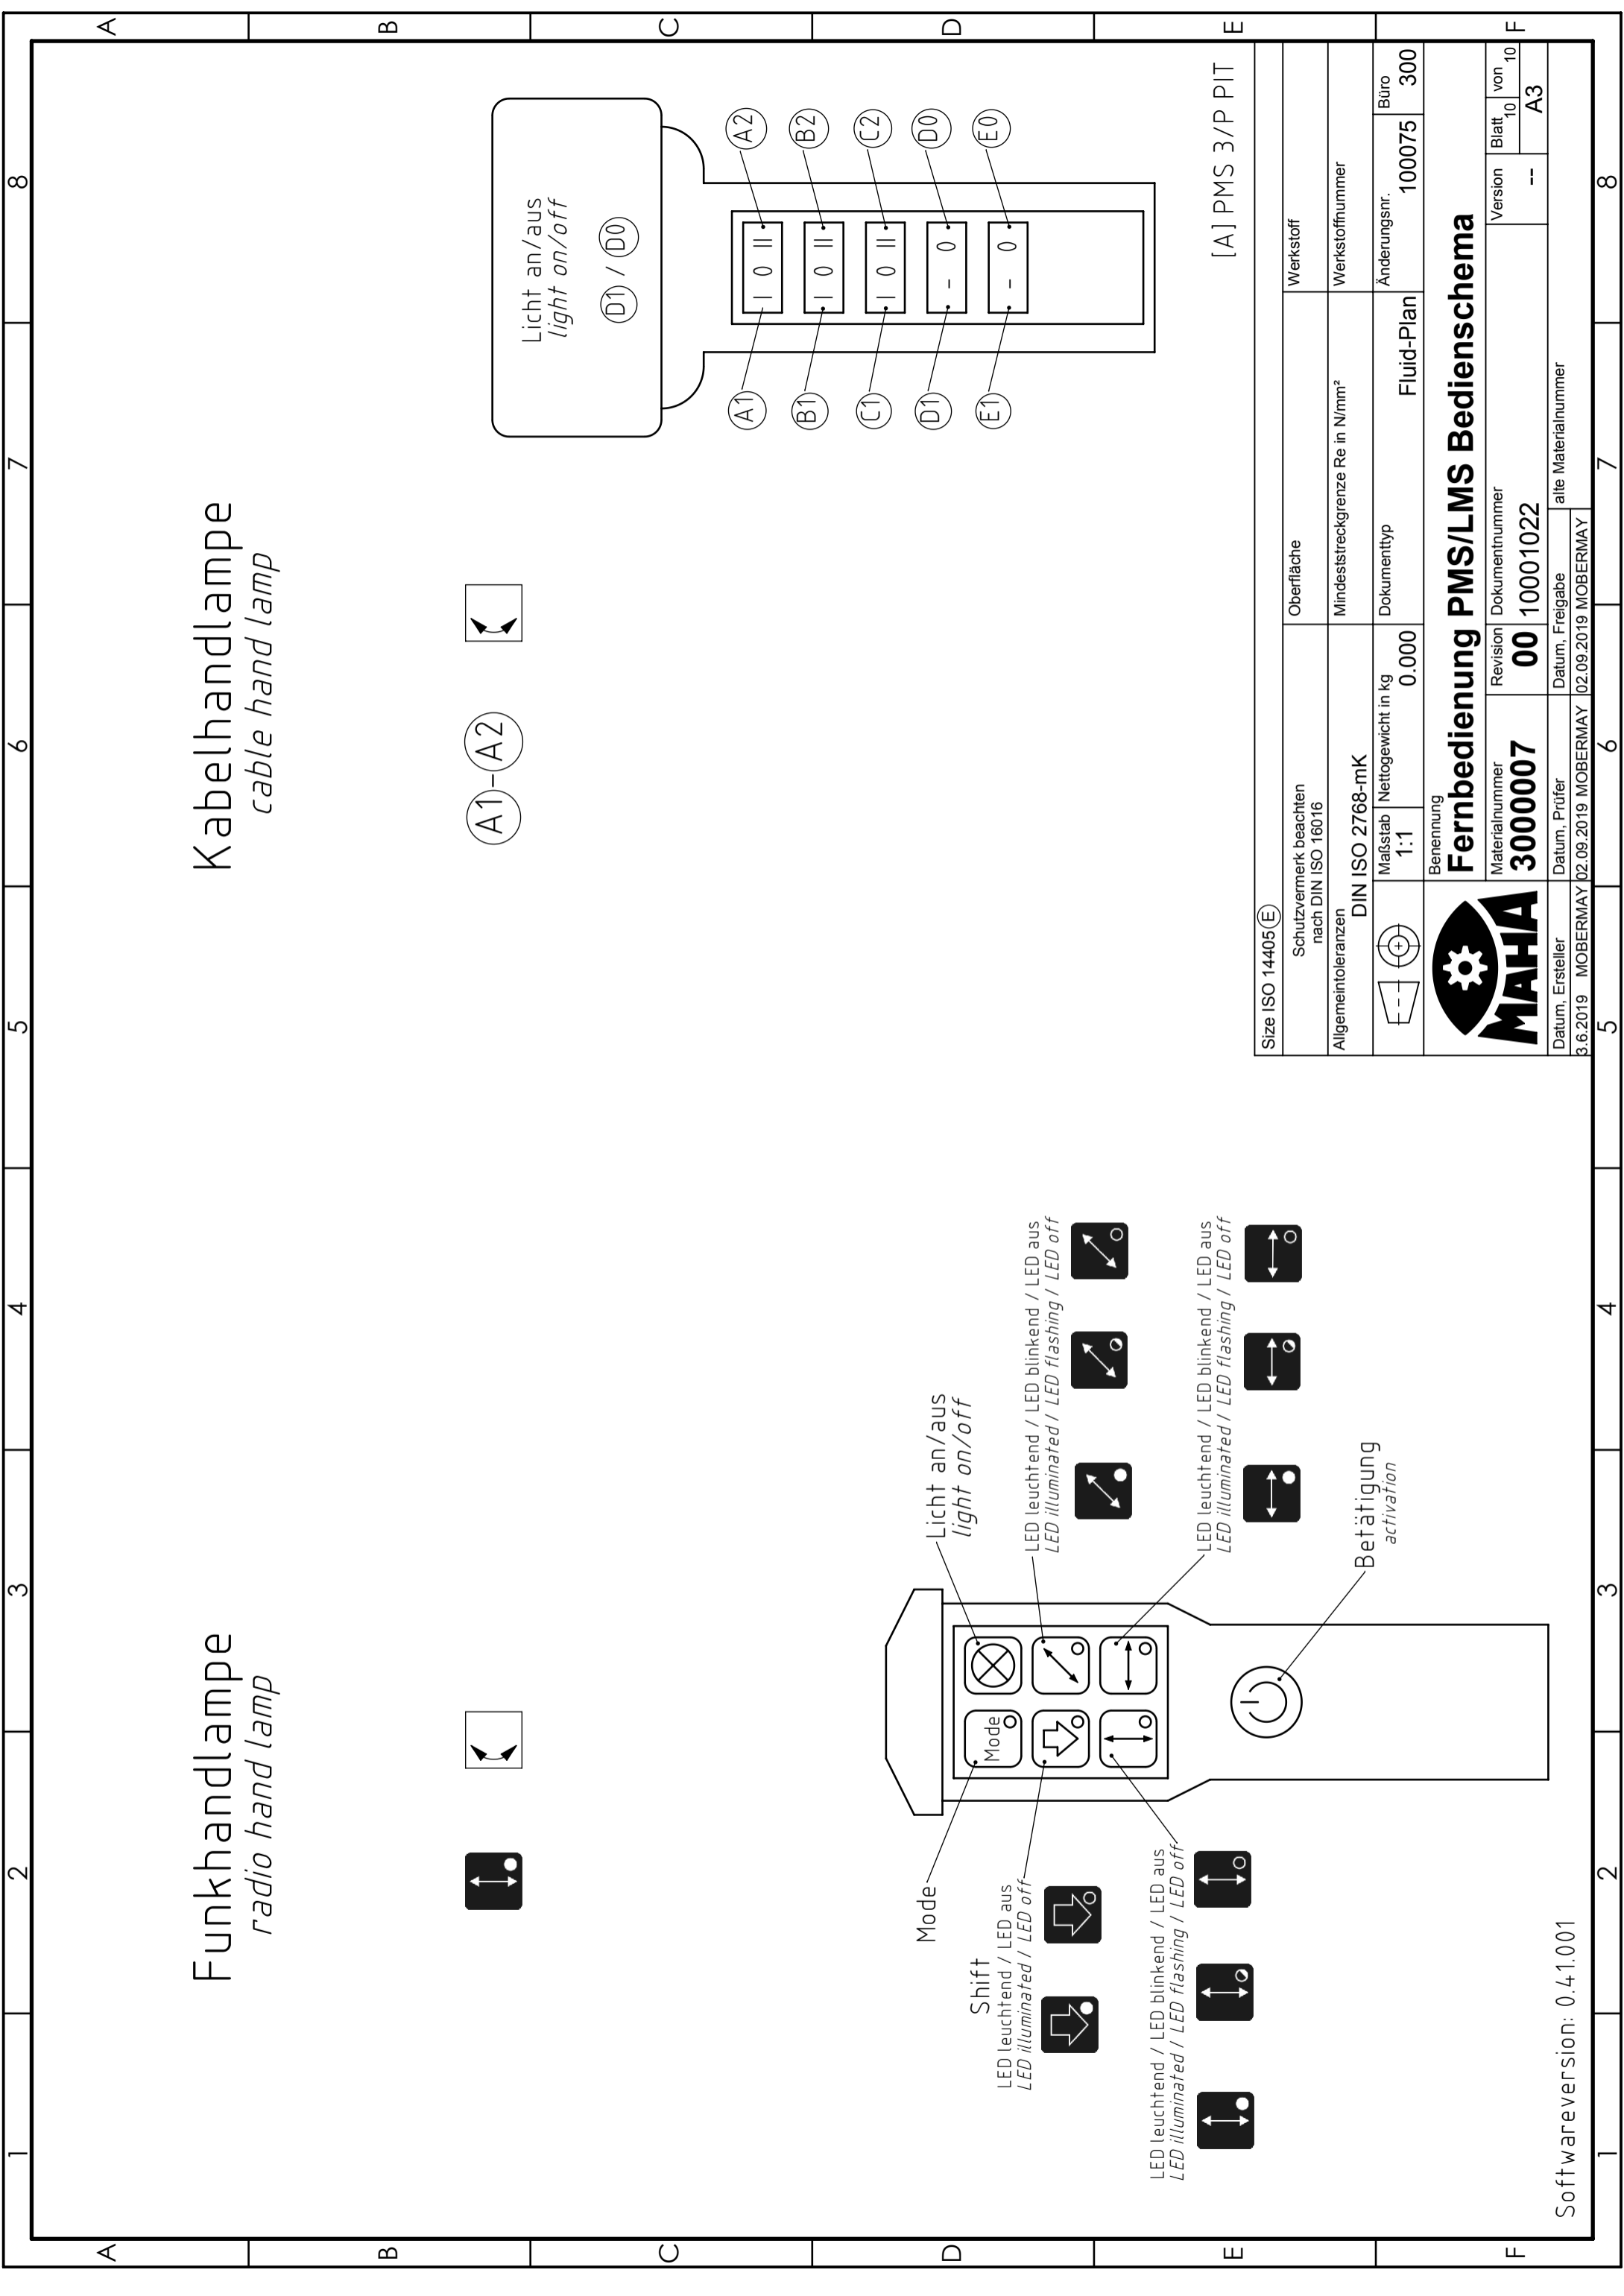 1 2 3 4 5 6 7 8
A
B
C
D
E
F
Funkhandlampe
radio hand lamp
Kabelhandlampe
cable hand lamp
A1-A2
Licht an/aus
light on/off
D1 / D0
A1 I 0 II A2
B1 I 0 II B2
C1 I 0 II C2
D1 - 0 D0
E1 - 0 E0
[A] PMS 3/P PIT
Mode
Licht an/aus
light on/off
Mode
Shift
LED leuchtend / LED aus
LED illuminated / LED off
LED leuchtend / LED blinkend / LED aus
LED illuminated / LED flashing / LED off
LED leuchtend / LED blinkend / LED aus
LED illuminated / LED flashing / LED off
LED leuchtend / LED blinkend / LED aus
LED illuminated / LED flashing / LED off
Betätigung
activation
Softwareversion: 0.41.001
Size ISO 14405 E
Schutzvermerk beachten
nach DIN ISO 16016
Oberfläche
Werkstoff
Allgemeintoleranzen
DIN ISO 2768-mK
Mindeststreckgrenze Re in N/mm²
Werkstoffnummer
Maßstab
1:1
Nettogewicht in kg
0.000
Dokumenttyp
Fluid-Plan
Änderungsnr.
100075
Büro
300
MAHA
Benennung
Fernbedienung PMS/LMS Bedienschema
Materialnummer
3000007
Revision
00
Dokumentnummer
10001022
Version
--
Blatt 10 von 10
A3
Datum, Ersteller
3.6.2019 MOBERMAY
Datum, Prüfer
02.09.2019 MOBERMAY
Datum, Freigabe
02.09.2019 MOBERMAY
alte Materialnummer
1 2 3 4 5 6 7 8
A
B
C
D
E
F